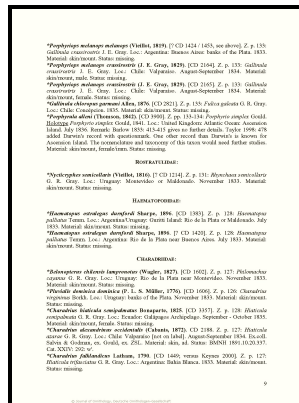 *Porphyriops melanops melanops (Vieillot, 1819). [? CD 1424 / 1453, see above]. Z. p. 133: Gallinula
crassirostris J. E. Gray. Loc.: Argentina: Buenos Aires: banks of the Plata. 1833.
Material: skin/mount. Status: missing.
*Porphyriops melanops crassirostris (J. E. Gray, 1829). [CD 2164]. Z. p. 133: Gallinula
crassirostris J. E. Gray. Loc.: Chile: Valparaiso. August-September 1834. Material:
skin/mount, male. Status: missing.
*Porphyriops melanops crassirostris (J. E. Gray, 1829). [CD 2165]. Z. p. 133: Gallinula
crassirostris J. E. Gray. Loc.: Chile: Valparaiso. August-September 1834. Material:
skin/mount, female. Status: missing.
*Gallinula chloropus garmani Allen, 1876. [CD 2821]. Z. p. 133: Fulica galeata G. R. Gray.
Loc.: Chile: Concepción. 1835. Material: skin/mount. Status: missing.
*Porphyrula alleni (Thomson, 1842). [CD 3900]. Z. pp. 133-134: Porphyrio simplex Gould.
Holotype Porphyrio simplex Gould, 1841. Loc.: United Kingdom: Atlantic Ocean: Ascension
Island. July 1836. Remark: Barlow 1835: 413-415 gives no further details. Taylor 1998: 478
added Darwin's record with questionmark. One other record than Darwin's is known for
Ascension Island. The nomenclature and taxonomy of this taxon would need further studies.
Material: skin/mount, female/imm. Status: missing.
ROSTRATULIDAE:
*Nycticryphes semicollaris (Vieillot, 1816). [? CD 1214]. Z. p. 131: Rhynchaea semicollaris
G. R. Gray. Loc.: Uruguay: Montevideo or Maldonado. November 1833. Material:
skin/mount. Status: missing.
HAEMATOPODIDAE:
*Haematopus ostralegus durnfordi Sharpe, 1896. [CD 1383]. Z. p. 128: Haematopus
palliatus Temm. Loc.: Argentina/Uruguay: Gurriti Island: Rio de la Plata or Maldonado. July
1833. Material: skin/mount. Status: missing.
*Haematopus ostralegus durnfordi Sharpe, 1896. [? CD 1420]. Z. p. 128: Haematopus
palliatus Temm. Loc.: Argentina: Rio de la Plata near Buenos Aires. July 1833. Material:
skin/mount. Status: missing.
CHARADRIIDAE:
*Belonopterus chilensis lampronotus (Wagler, 1827). [CD 1602]. Z. p. 127: Philomachus
cayanus G. R. Gray. Loc.: Uruguay: Rio de la Plata near Montevideo. November 1833.
Material: skin/mount. Status: missing.
*Pluvialis dominica dominica (P. L. S. Müller, 1776). [CD 1606]. Z. p. 126: Charadrius
virginicus Borkh. Loc.: Uruguay: banks of the Plata. November 1833. Material: skin/mount.
Status: missing.
*Charadrius hiaticula semipalmatus Bonaparte, 1825. [CD 3357]. Z. p. 128: Hiaticula
semipalmata G. R. Gray. Loc.: Ecuador: Galápagos Archipelago. September - October 1835.
Material: skin/mount, female. Status: missing.
*Charadrius alexandrinus occidentalis (Cabanis, 1872). CD 2188. Z. p. 127: Hiaticula
azarae G. R. Gray. Loc.: Chile: Valparaiso [not on label]. August-September 1834. Ex.coll.
Salvin & Godman, ex. Gould, ex ZSL. Material: skin, ad. Status: BMNH 1891.10.20.337.
Cat. XXIV: 292: w'.
*Charadrius falklandicus Latham, 1790. [CD 1449; versus Keynes 2000]. Z. p. 127:
Hiaticula trifasciatus G. R. Gray. Loc.: Argentina: Bahia Blanca. 1833. Material: skin/mount.
Status: missing.
9